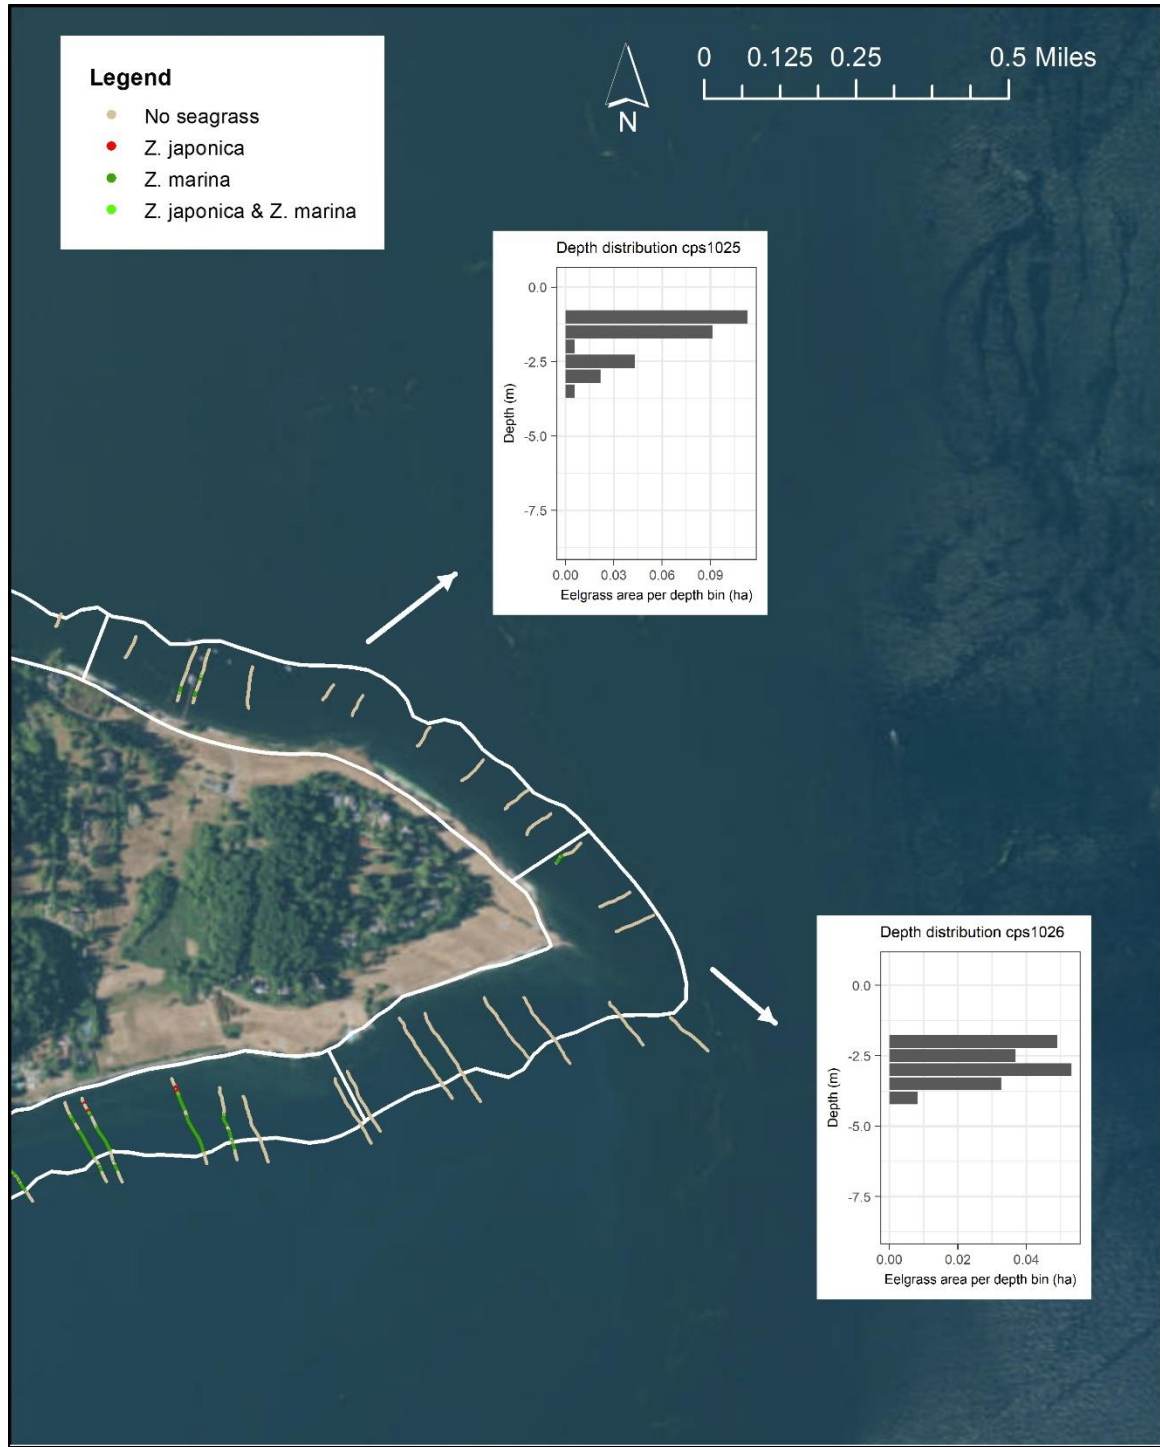 Legend
No seagrass
Z. japonica
Z. marina
Z. japonica & Z. marina
N
0 0.125 0.25 0.5 Miles
Depth distribution cps1025
0.0
-2.5
-5.0
-7.5
Depth (m)
0.00 0.03 0.06 0.09
Eelgrass area per depth bin (ha)
Depth distribution cps1026
0.0
-2.5
-5.0
-7.5
Depth (m)
0.00 0.02 0.04
Eelgrass area per depth bin (ha)